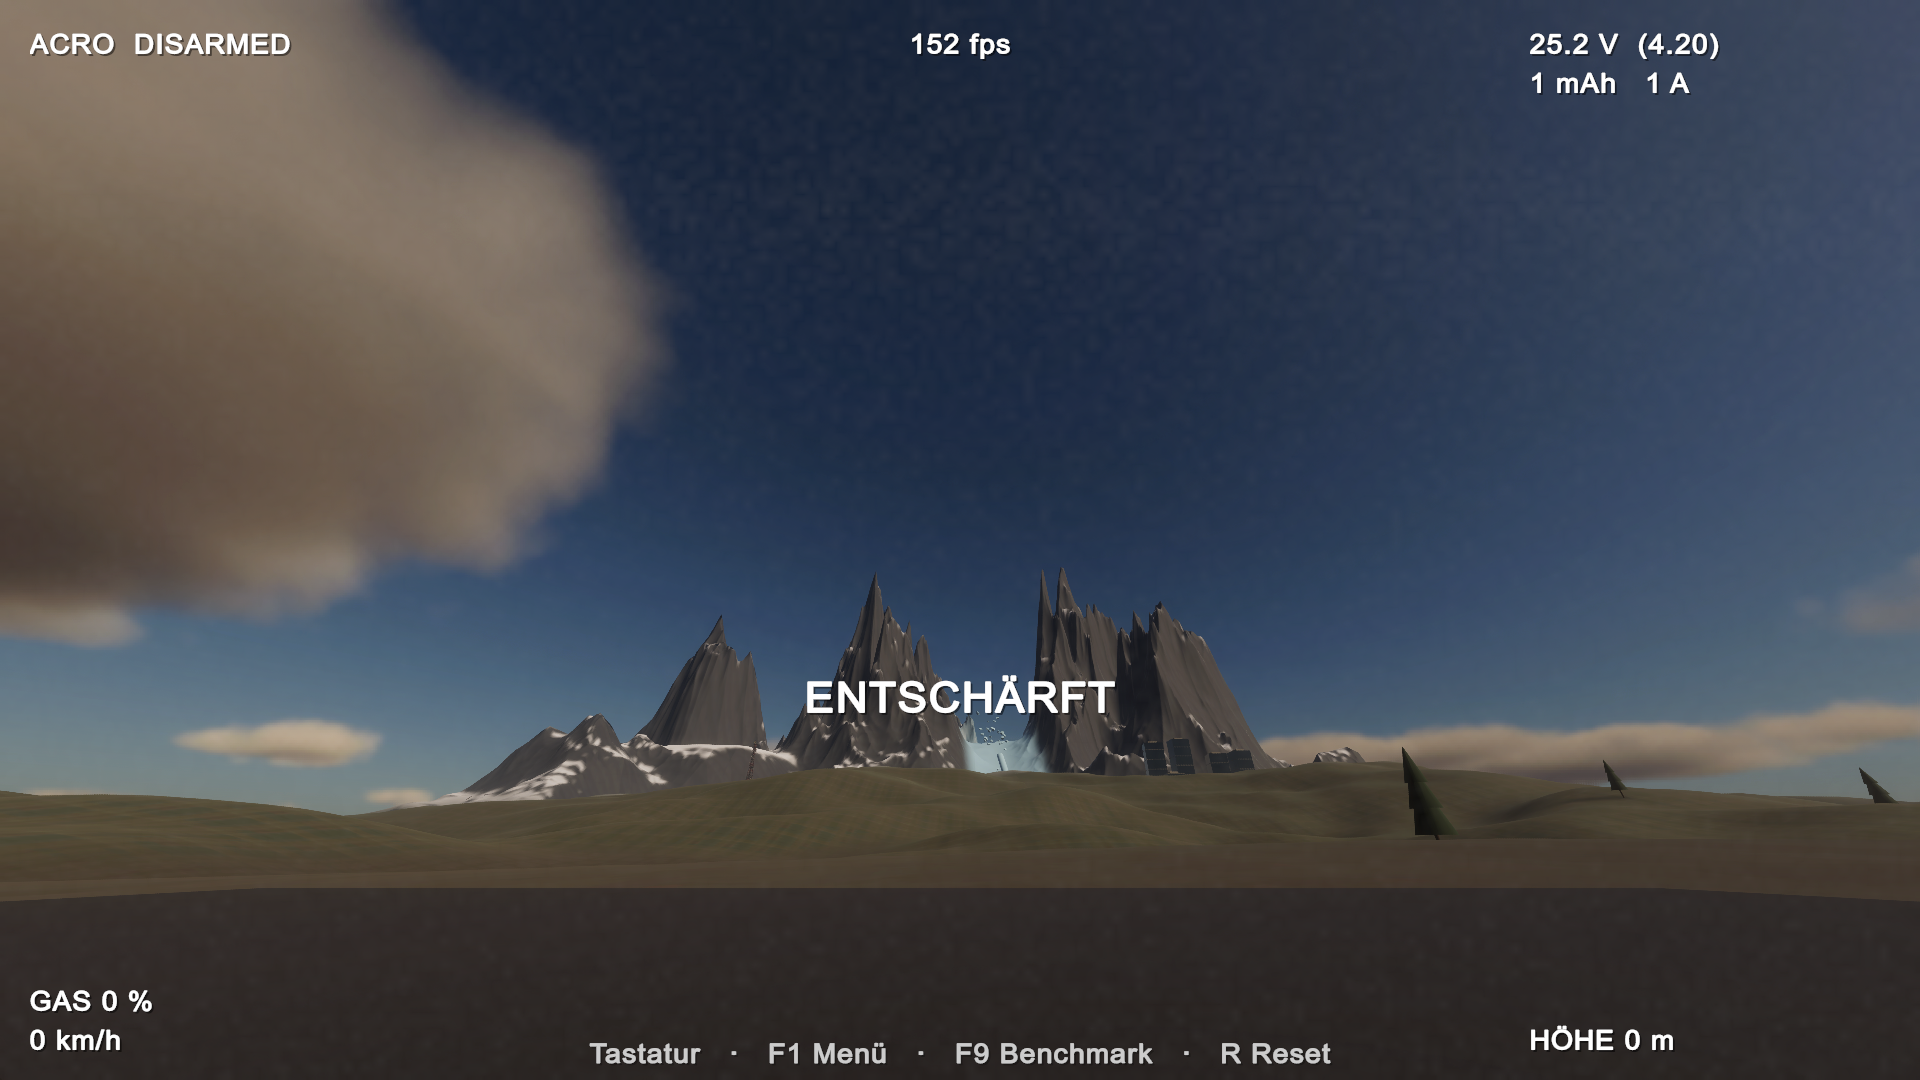 ACRO DISARMED
152 fps
25.2 V (4.20)
1 mAh 1 A
ENTSCHÄRFT
GAS 0 %
0 km/h
Tastatur · F1 Menü · F9 Benchmark · R Reset
HÖHE 0 m